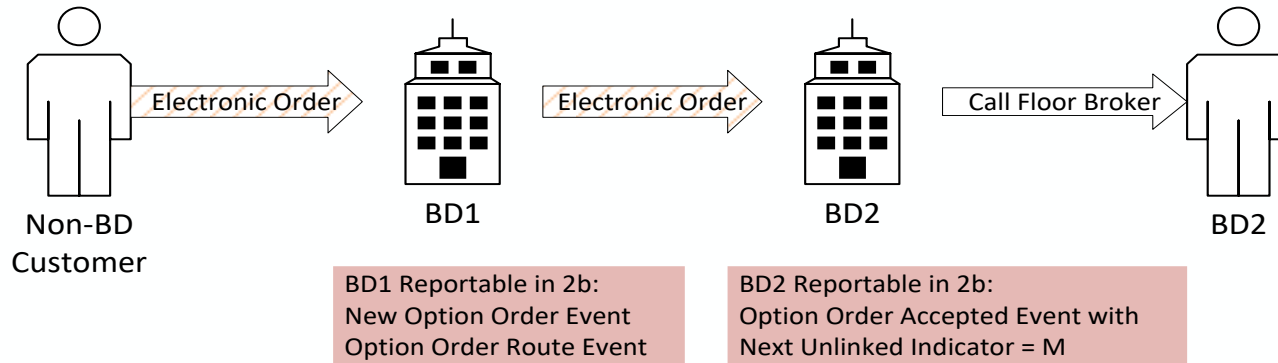 Electronic Order
Electronic Order
Call Floor Broker
Non-BD
Customer
BD1
BD2
BD2
BD1 Reportable in 2b:
New Option Order Event
Option Order Route Event
BD2 Reportable in 2b:
Option Order Accepted Event with
Next Unlinked Indicator = M